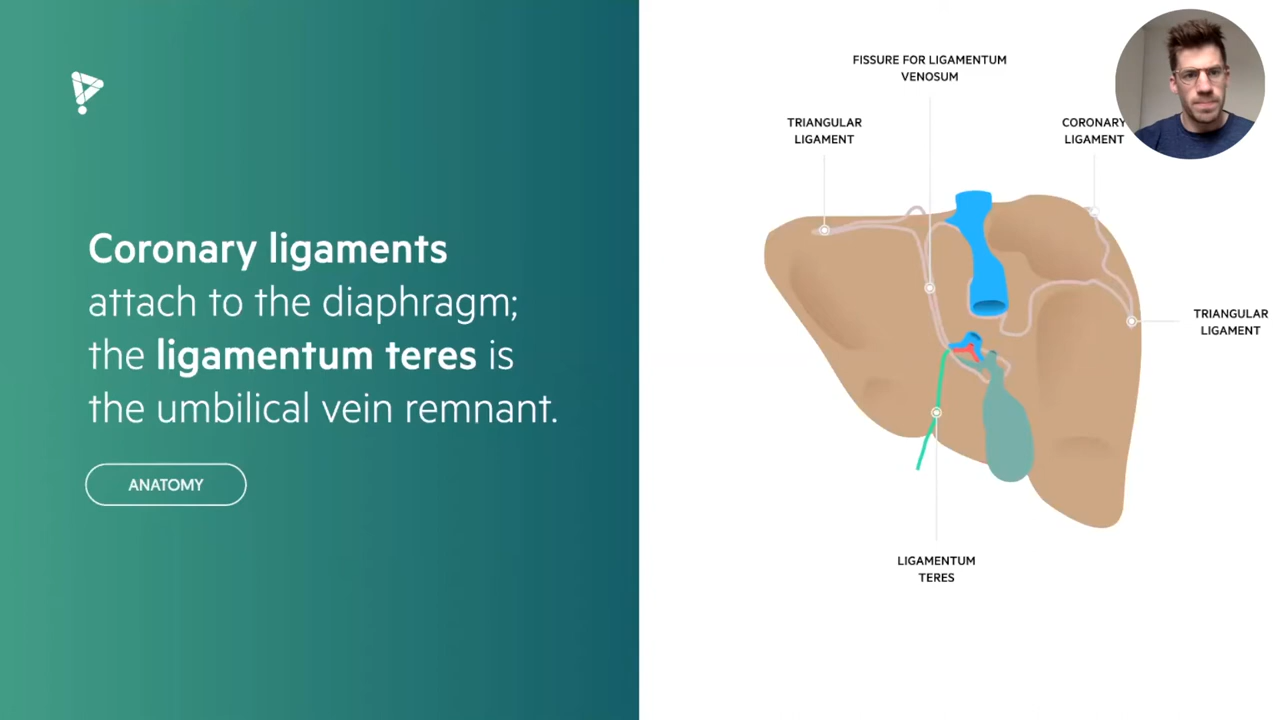 Coronary ligaments
attach to the diaphragm;
the ligamentum teres is
the umbilical vein remnant.
ANATOMY
FISSURE FOR LIGAMENTUM
VENOSUM
TRIANGULAR
LIGAMENT
CORONARY
LIGAMENT
TRIANGULAR
LIGAMENT
LIGAMENTUM
TERES